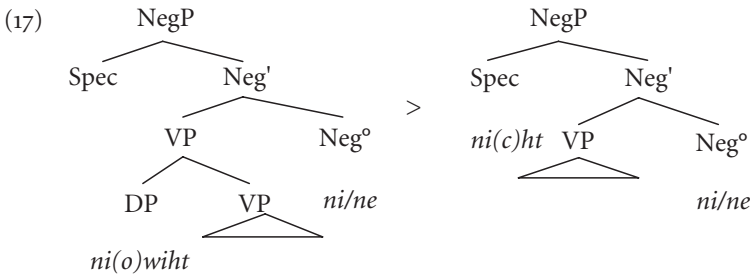 (17) NegP NegP
Spec Neg' Spec Neg'
>
VP Neg° ni(c)ht VP Neg°
DP VP ni/ne ni/ne
ni(o)wiht